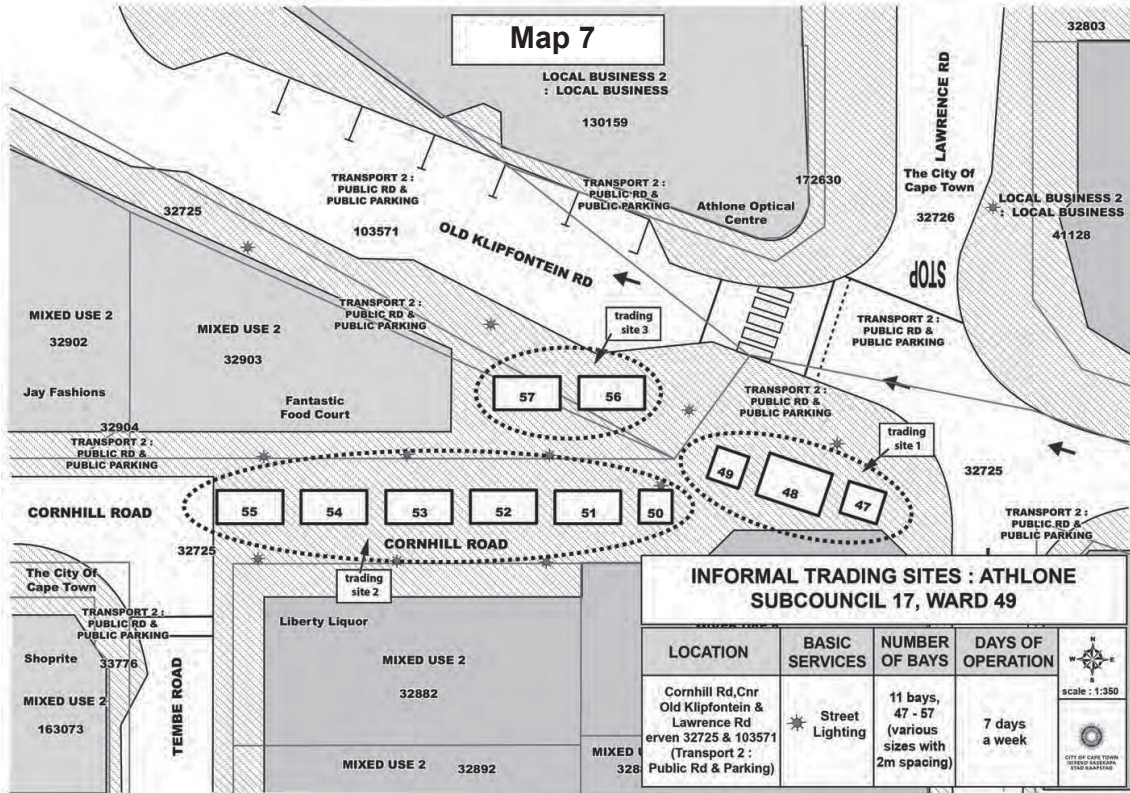 Map 7
LOCAL BUSINESS 2
: LOCAL BUSINESS
130159
32803
LAWRENCE RD
The City Of
Cape Town
32726
STOP
LOCAL BUSINESS 2
: LOCAL BUSINESS
41128
172630
TRANSPORT 2 :
PUBLIC RD &
PUBLIC PARKING
103571
TRANSPORT 2 :
PUBLIC RD &
PUBLIC PARKING
Athlone Optical
Centre
32725
OLD KLIPFONTEIN RD
TRANSPORT 2 :
PUBLIC RD &
PUBLIC PARKING
TRANSPORT 2 :
PUBLIC RD &
PUBLIC PARKING
trading
site 3
MIXED USE 2
32902
Jay Fashions
MIXED USE 2
32903
Fantastic
Food Court
57
56
TRANSPORT 2 :
PUBLIC RD &
PUBLIC PARKING
32904
TRANSPORT 2 :
PUBLIC RD &
PUBLIC PARKING
trading
site 1
49
48
47
32725
TRANSPORT 2 :
PUBLIC RD &
PUBLIC PARKING
CORNHILL ROAD
55
54
53
52
51
50
CORNHILL ROAD
32725
trading
site 2
The City Of
Cape Town
TRANSPORT 2 :
PUBLIC RD &
PUBLIC PARKING
Shoprite
33776
MIXED USE 2
163073
TEMBE ROAD
Liberty Liquor
MIXED USE 2
32882
MIXED USE 2
32892
MIXED
INFORMAL TRADING SITES : ATHLONE
SUBCOUNCIL 17, WARD 49
LOCATION
BASIC
SERVICES
NUMBER
OF BAYS
DAYS OF
OPERATION
Cornhill Rd,Cnr
Old Klipfontein &
Lawrence Rd
erven 32725 & 103571
(Transport 2 :
Public Rd & Parking)
Street
Lighting
11 bays,
47 - 57
(various
sizes with
2m spacing)
7 days
a week
N
W E
S
scale : 1:350
CITY OF CAPE TOWN
ISIXEKO SASEKAPA
STAD KAAPSTAD